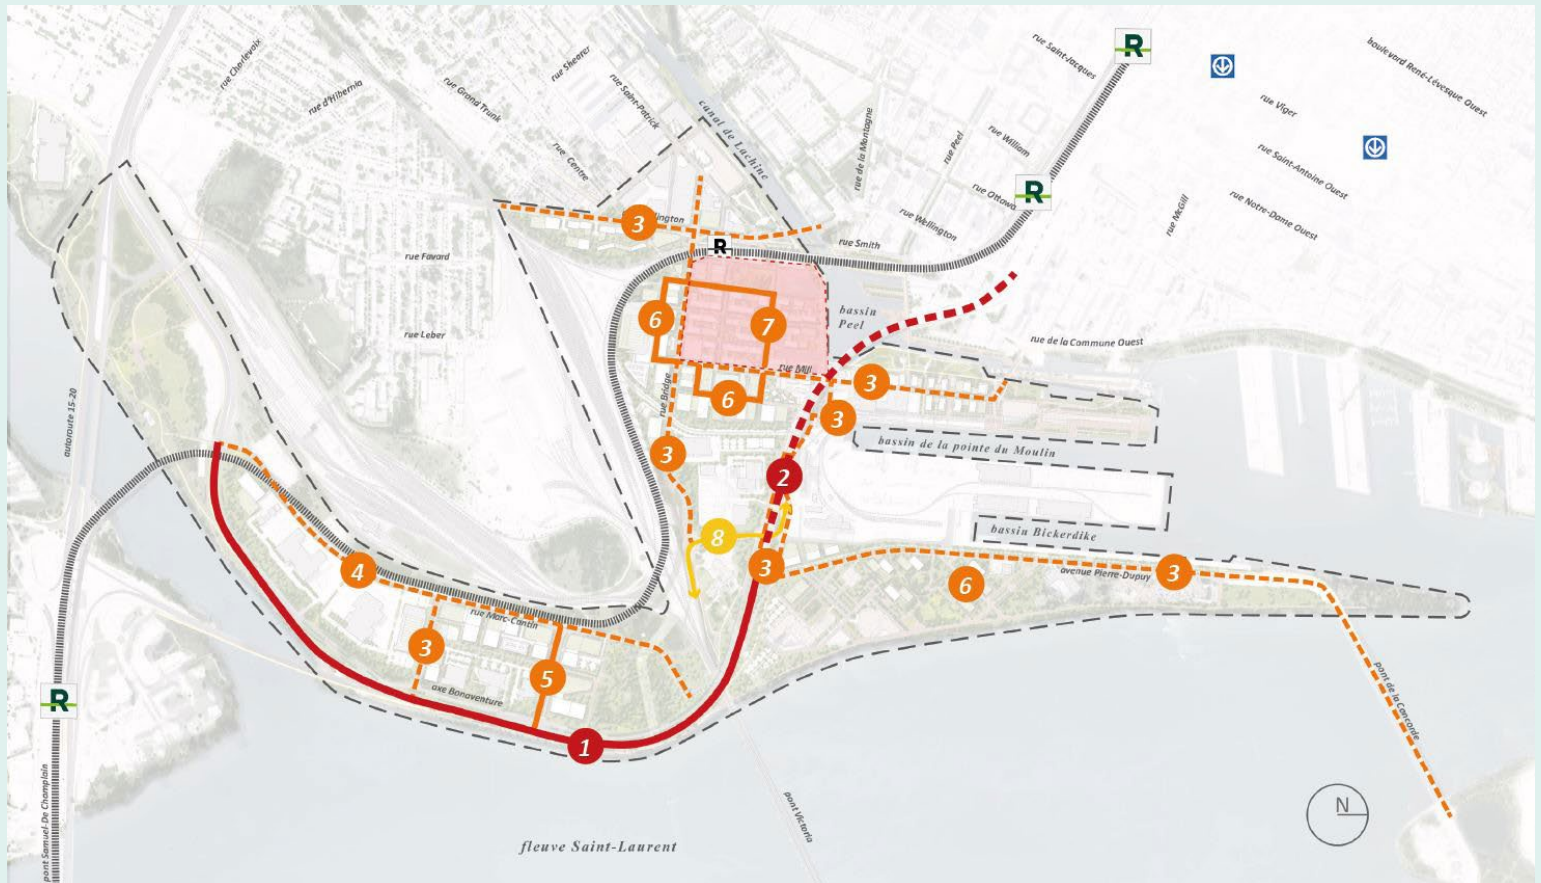 R
rue Saint-Jacques
boulevard René-Lévesque Ouest
rue Charlevoix
rue Shearer
rue d'Hibernia
rue Grand Trunk
rue Saint-Patrick
canal de Lachine
rue de la Montagne
rue Peel
rue William
rue Viger
rue Centre
rue Saint-Antoine Ouest
R
rue Ottawa
rue McGill
rue Notre-Dame Ouest
3
rue Wellington
rue Smith
R
rue Favard
6
7
bassin
Peel
rue Leber
rue de la Commune Ouest
rue Mill
3
rue Bridge
6
3
autoroute 15-20
bassin de la pointe du Moulin
3
2
bassin Bickerdike
8
4
3
avenue Pierre-Dupuy
3
6
rue Marc-Cantin
3
5
axe Bonaventure
R
pont de la Concorde
1
pont Samuel-De Champlain
pont Victoria
N
fleuve Saint-Laurent